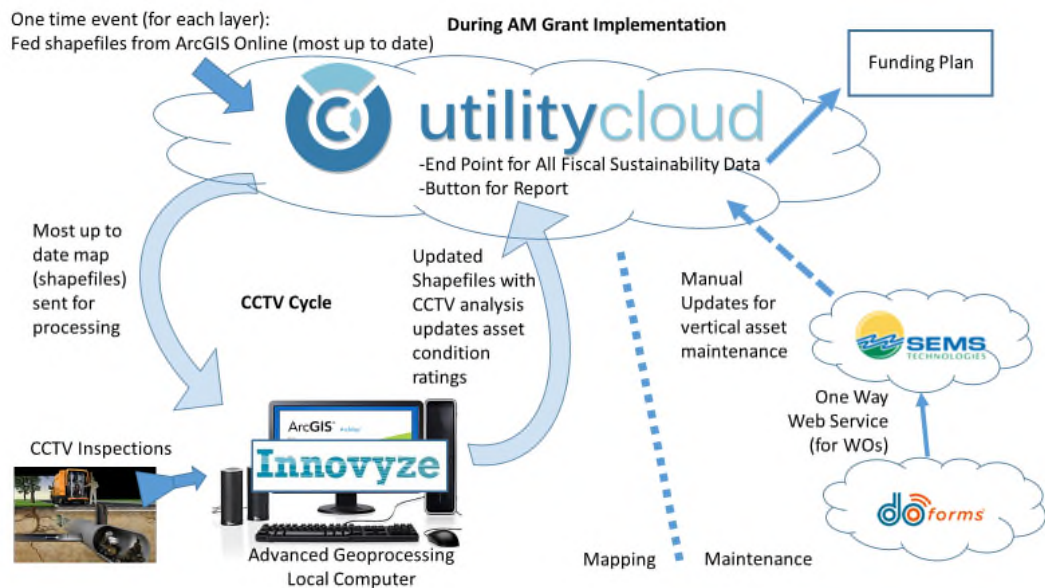 One time event (for each layer):
Fed shapefiles from ArcGIS Online (most up to date)
During AM Grant Implementation
Funding Plan
utilitycloud
-End Point for All Fiscal Sustainability Data
-Button for Report
Most up to
date map
(shapefiles)
sent for
processing
CCTV Cycle
Updated
Shapefiles with
CCTV analysis
updates asset
condition
ratings
Manual
Updates for
vertical asset
maintenance
SEMS
TECHNOLOGIES
One Way
Web Service
(for WOs)
doforms
CCTV Inspections
ArcGIS
Innovyze
Advanced Geoprocessing
Local Computer
Mapping
Maintenance